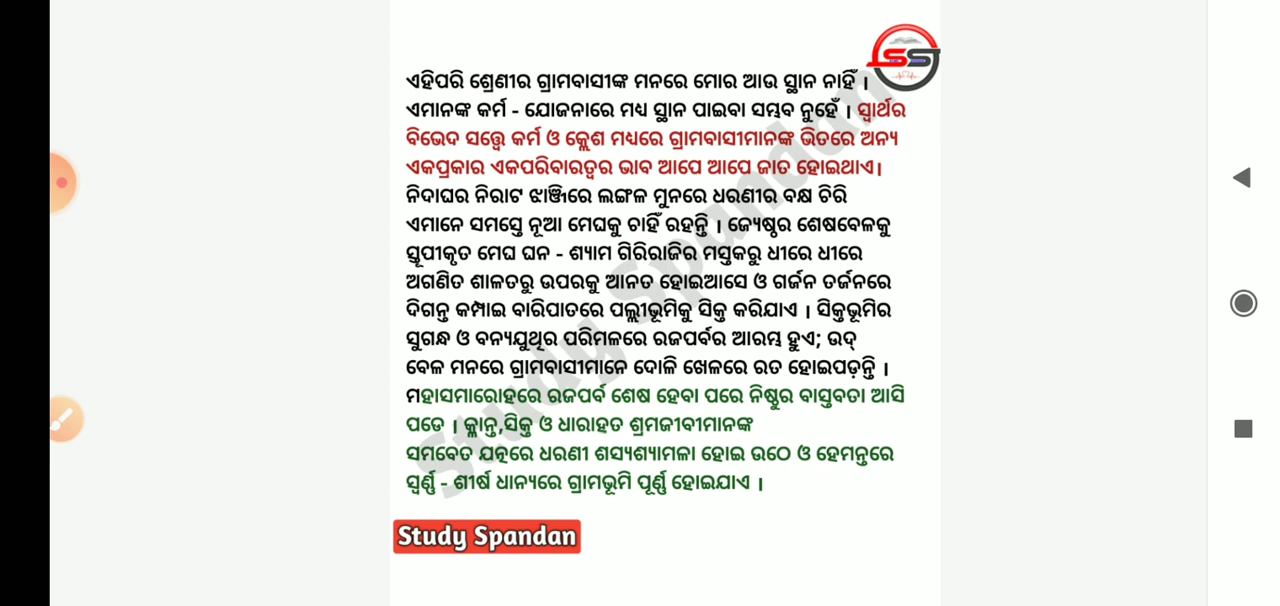 ଏହିପରି ଶ୍ରେଣୀର ଗ୍ରାମବାସୀଙ୍କ ମନରେ ମୋର ଆଉ ସ୍ଥାନ ନାହିଁ ।
ଏମାନଙ୍କ କର୍ମ - ଯୋଜନାରେ ମଧ୍ୟ ସ୍ଥାନ ପାଇବା ସମ୍ଭବ ନୁହେଁ । ସ୍ୱାର୍ଥର
ବିଭେଦ ସତ୍ତ୍ୱେ କର୍ମ ଓ କ୍ଳେଶ ମଧ୍ୟରେ ଗ୍ରାମବାସୀମାନଙ୍କ ଭିତରେ ଅନ୍ୟ
ଏକପ୍ରକାର ଏକପରିବାରତ୍ୱର ଭାବ ଆପେ ଆପେ ଜାତ ହୋଇଥାଏ।
ନିଦାଘର ନିରାଟ ଝାଞ୍ଜିରେ ଲଙ୍ଗଳ ମୁନରେ ଧରଣୀର ବକ୍ଷ ଚିରି
ଏମାନେ ସମସ୍ତେ ନୂଆ ମେଘକୁ ଚାହିଁ ରହନ୍ତି । ଜ୍ୟେଷ୍ଠର ଶେଷବେଳକୁ
ସ୍ତୂପୀକୃତ ମେଘ ଘନ - ଶ୍ୟାମ ଗିରିରାଜିର ମସ୍ତକରୁ ଧୀରେ ଧୀରେ
ଅଗଣିତ ଶାଳତରୁ ଉପରକୁ ଆନତ ହୋଇଆସେ ଓ ଗର୍ଜନ ତର୍ଜନରେ
ଦିଗନ୍ତ କମ୍ପାଇ ବାରିପାତରେ ପଲ୍ଲୀଭୂମିକୁ ସିକ୍ତ କରିଯାଏ । ସିକ୍ତଭୂମିର
ସୁଗନ୍ଧ ଓ ବନ୍ୟଯୁଥିର ପରିମଳରେ ରଜପର୍ବର ଆରମ୍ଭ ହୁଏ; ଉଦ୍
ବେଳ ମନରେ ଗ୍ରାମବାସୀମାନେ ଦୋଳି ଖେଳରେ ରତ ହୋଇପଡ଼ନ୍ତି ।
ମହାସମାରୋହରେ ରଜପର୍ବ ଶେଷ ହେବା ପରେ ନିଷ୍ଠୁର ବାସ୍ତବତା ଆସି
ପଡେ । କ୍ଳାନ୍ତ,ସିକ୍ତ ଓ ଧାରାହତ ଶ୍ରମଜୀବୀମାନଙ୍କ
ସମବେତ ଯତ୍ନରେ ଧରଣୀ ଶସ୍ୟଶ୍ୟାମଳା ହୋଇ ଉଠେ ଓ ହେମନ୍ତରେ
ସ୍ୱର୍ଣ୍ଣ - ଶୀର୍ଷ ଧାନ୍ୟରେ ଗ୍ରାମଭୂମି ପୂର୍ଣ୍ଣ ହୋଇଯାଏ ।
SS
Study Spandan
Study Spandan